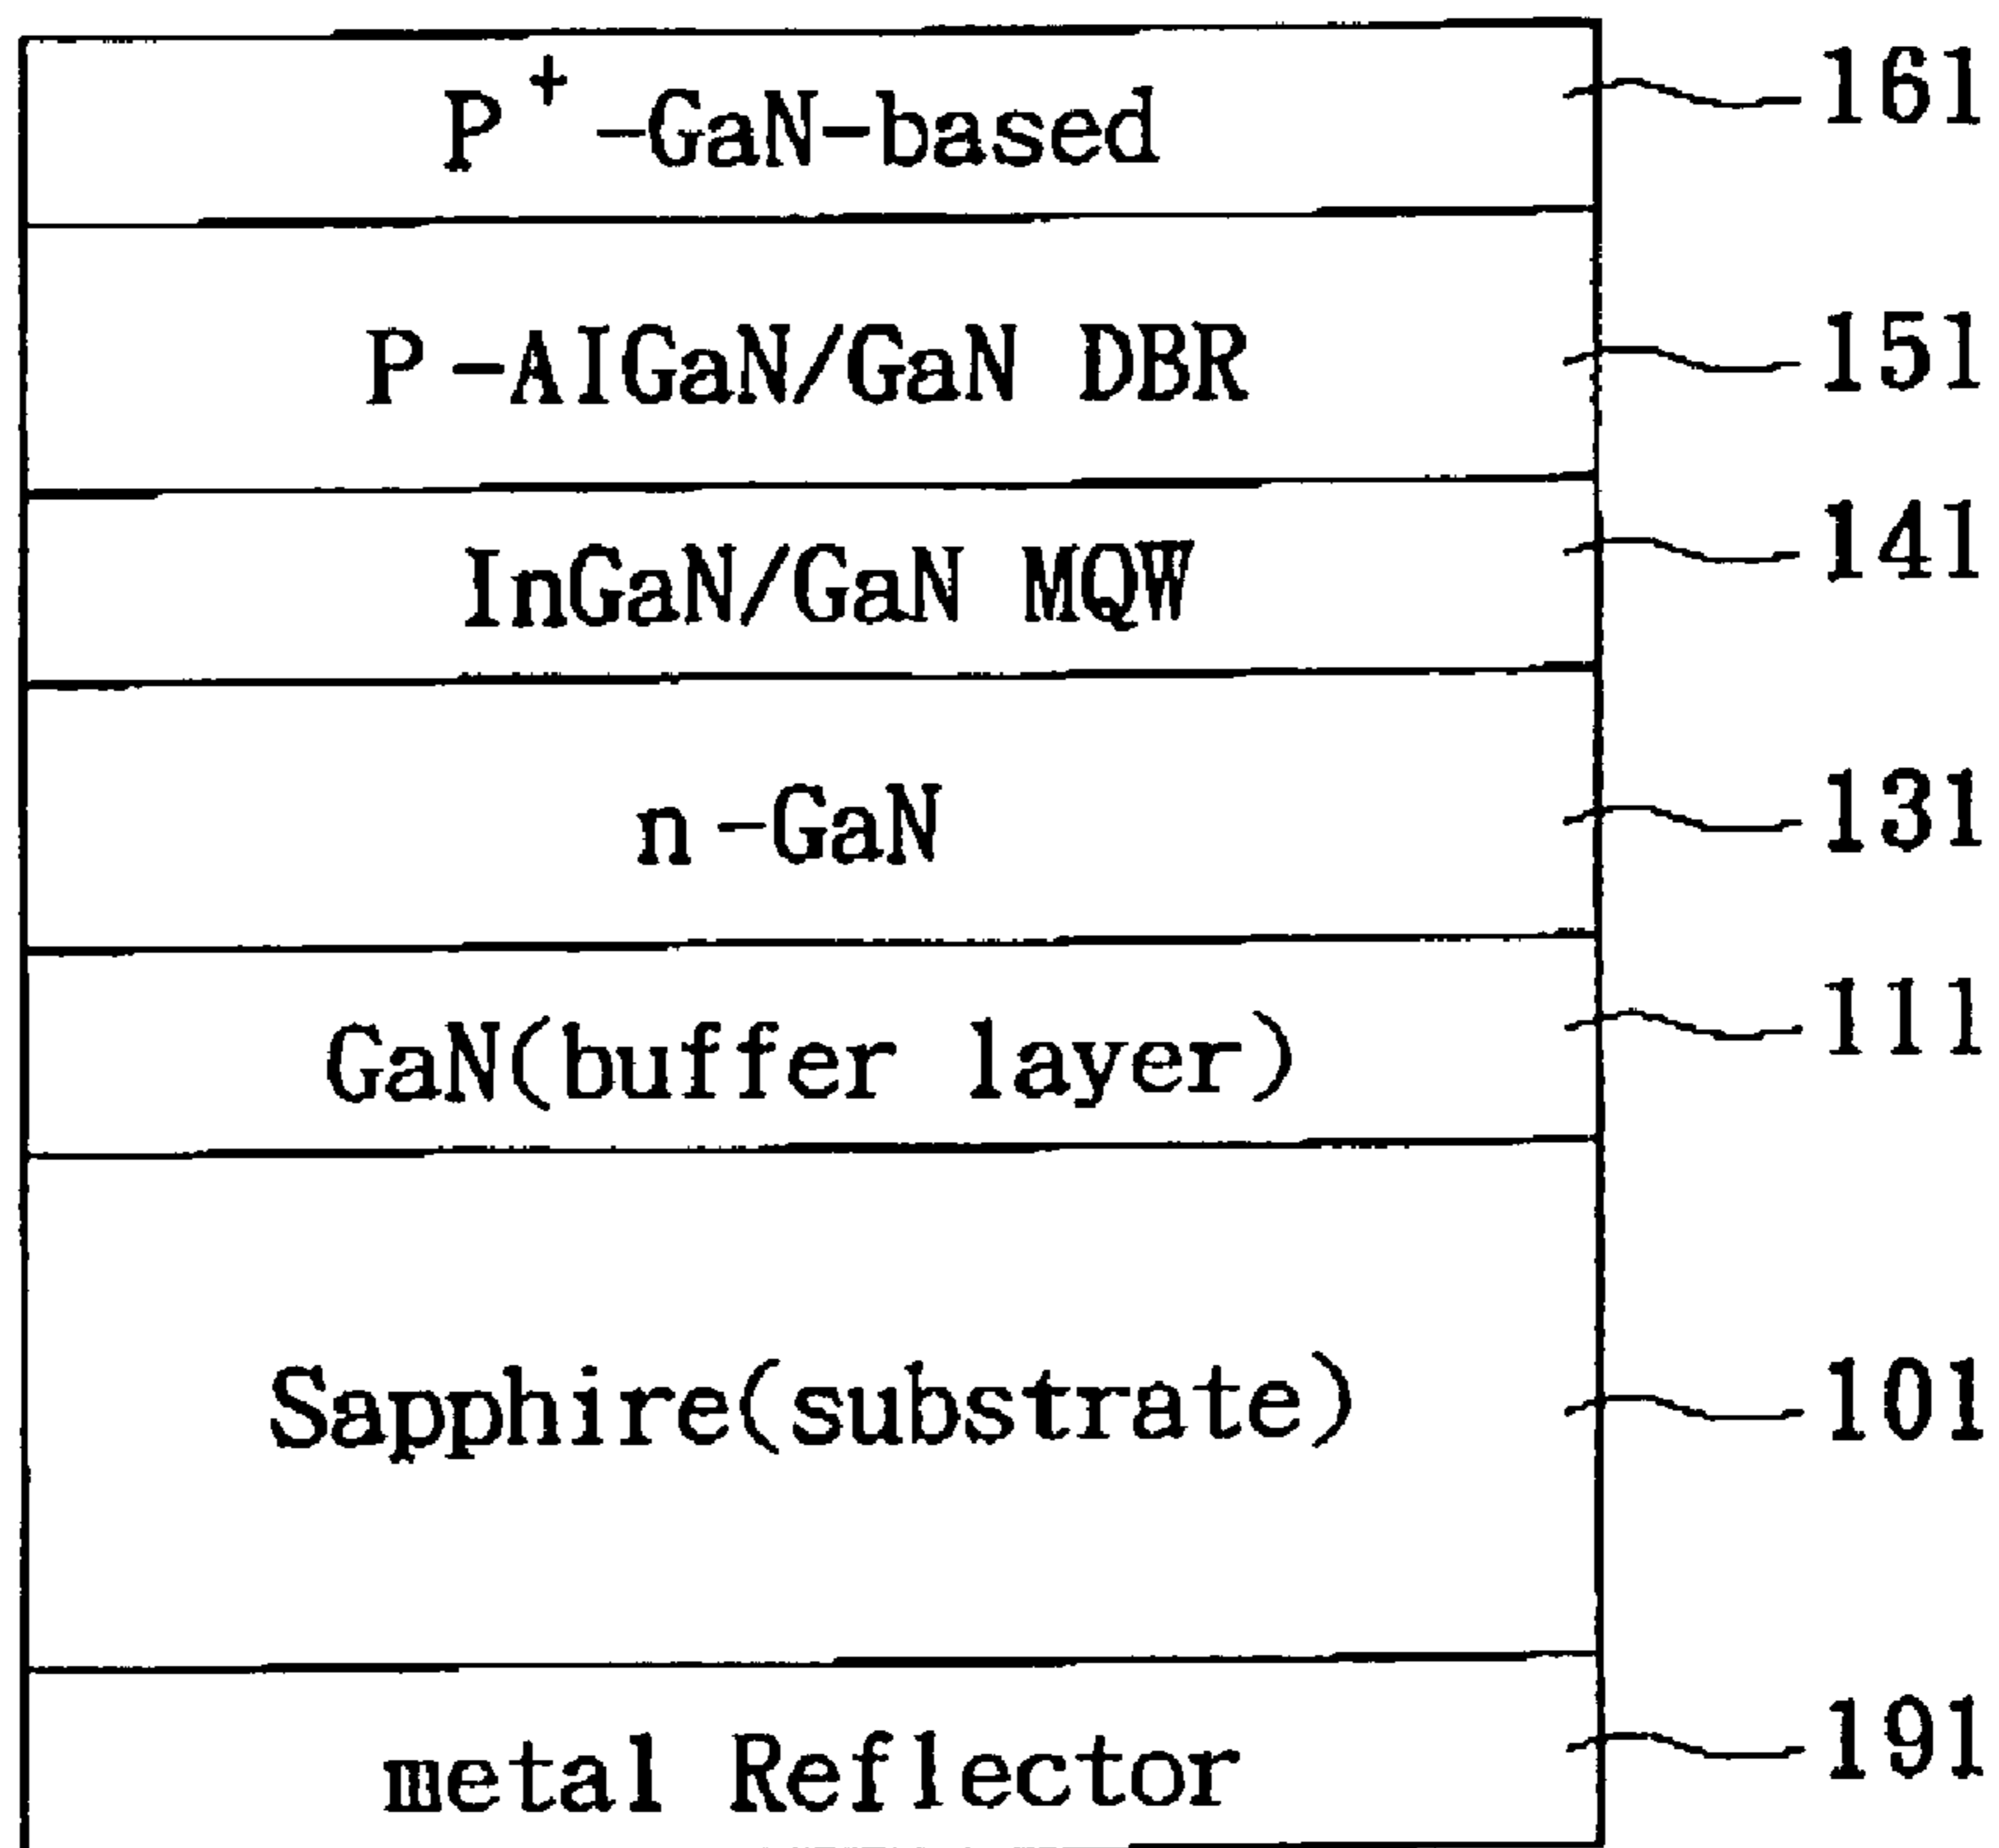 P+-GaN-based 161
P-AlGaN/GaN DBR 151
InGaN/GaN MQW 141
n-GaN 131
GaN(buffer layer) 111
Sapphire(substrate) 101
metal Reflector 191